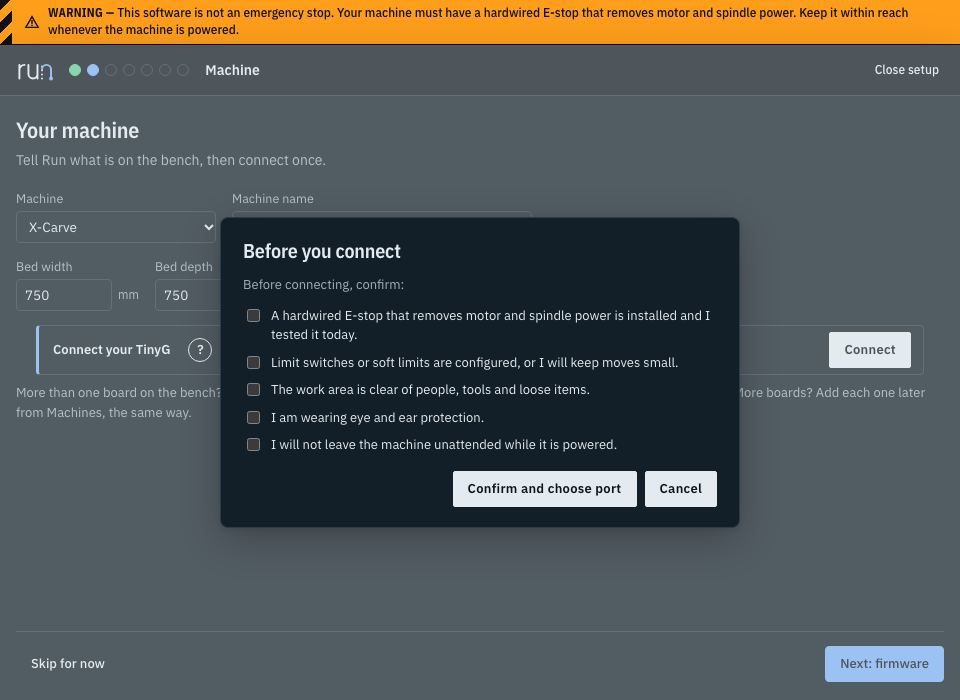 WARNING — This software is not an emergency stop. Your machine must have a hardwired E-stop that removes motor and spindle power. Keep it within reach
whenever the machine is powered.
run
Machine
Close setup
Your machine
Tell Run what is on the bench, then connect once.
Machine
Machine name
X-Carve
Bed width
Bed depth
750
mm
750
Connect your TinyG
?
Connect
More than one board on the bench?
More boards? Add each one later
from Machines, the same way.
Before you connect
Before connecting, confirm:
A hardwired E-stop that removes motor and spindle power is installed and I
tested it today.
Limit switches or soft limits are configured, or I will keep moves small.
The work area is clear of people, tools and loose items.
I am wearing eye and ear protection.
I will not leave the machine unattended while it is powered.
Confirm and choose port
Cancel
Skip for now
Next: firmware